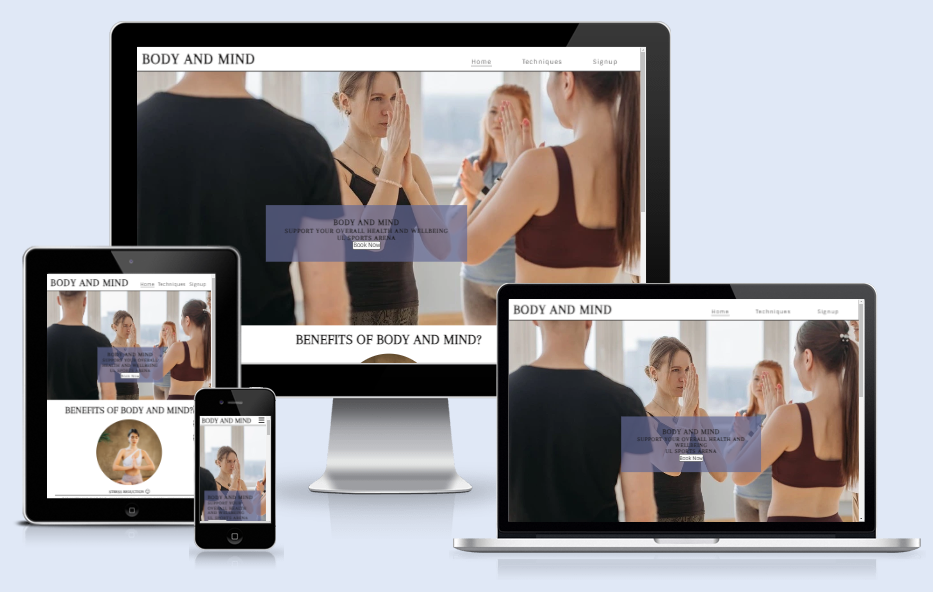 BODY AND MIND
Home Techniques Signup
BODY AND MIND
SUPPORT YOUR OVERALL HEALTH AND WELLBEING
UL SPORTS ARENA
Book Now
BENEFITS OF BODY AND MIND?
BODY AND MIND
Home Techniques Signup
BODY AND MIND
SUPPORT YOUR OVERALL
HEALTH AND WELLBEING
UL SPORTS ARENA
Book Now
BENEFITS OF BODY AND MIND?
STRESS REDUCTION
BODY AND MIND
BODY AND MIND
SUPPORT YOUR
OVERALL HEALTH
AND WELLBEING
UL SPORTS ARENA
BODY AND MIND
Home Techniques Signup
BODY AND MIND
SUPPORT YOUR OVERALL HEALTH AND
WELLBEING
UL SPORTS ARENA
Book Now